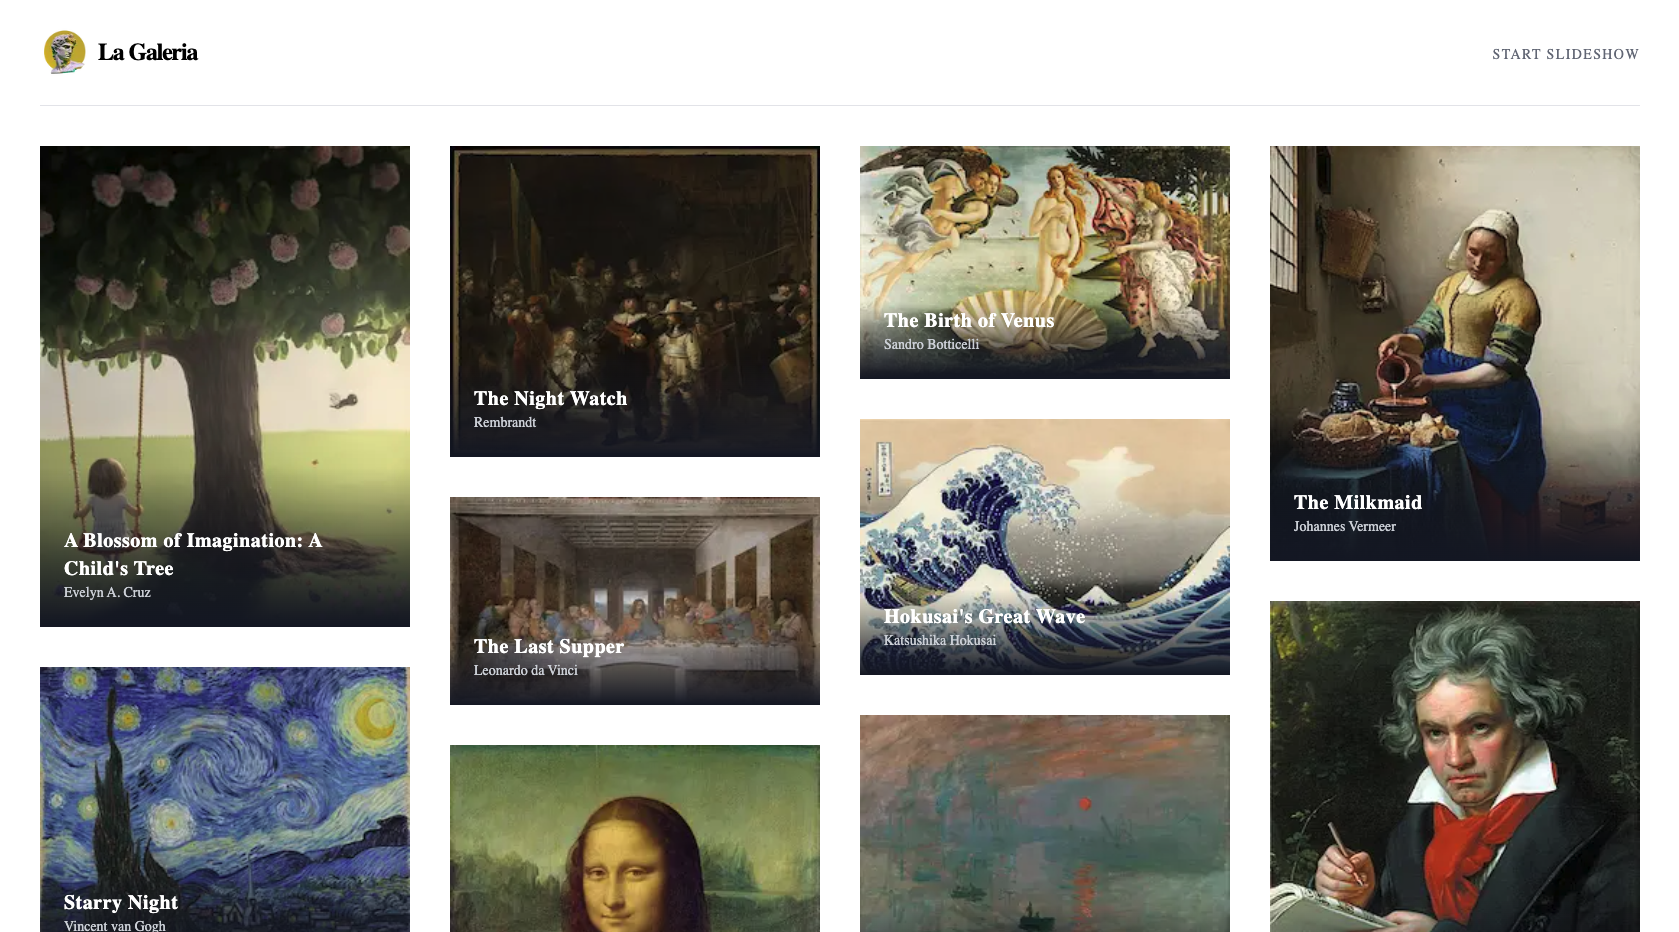 La Galeria
START SLIDESHOW
A Blossom of Imagination: A
Child's Tree
Evelyn A. Cruz
Starry Night
Vincent van Gogh
The Night Watch
Rembrandt
The Last Supper
Leonardo da Vinci
The Birth of Venus
Sandro Botticelli
Hokusai's Great Wave
Katsushika Hokusai
The Milkmaid
Johannes Vermeer